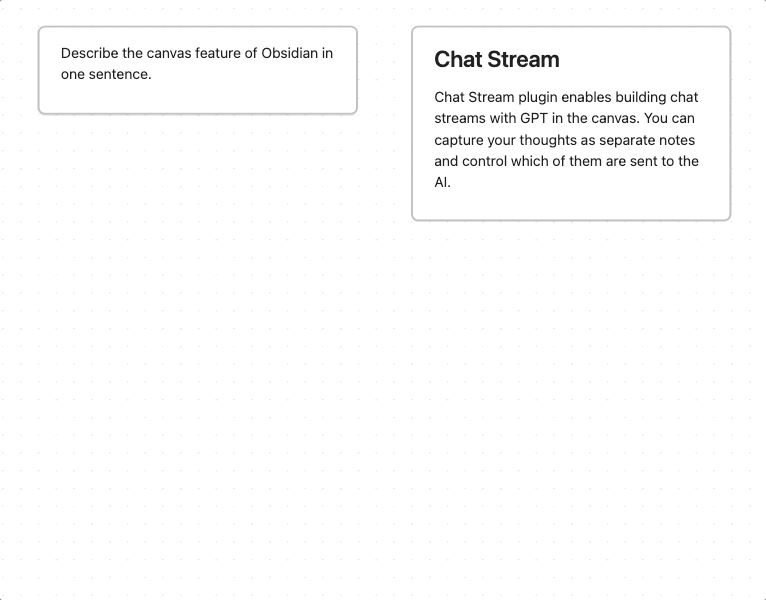 Describe the canvas feature of Obsidian in
one sentence.
Chat Stream
Chat Stream plugin enables building chat
streams with GPT in the canvas. You can
capture your thoughts as separate notes
and control which of them are sent to the
AI.